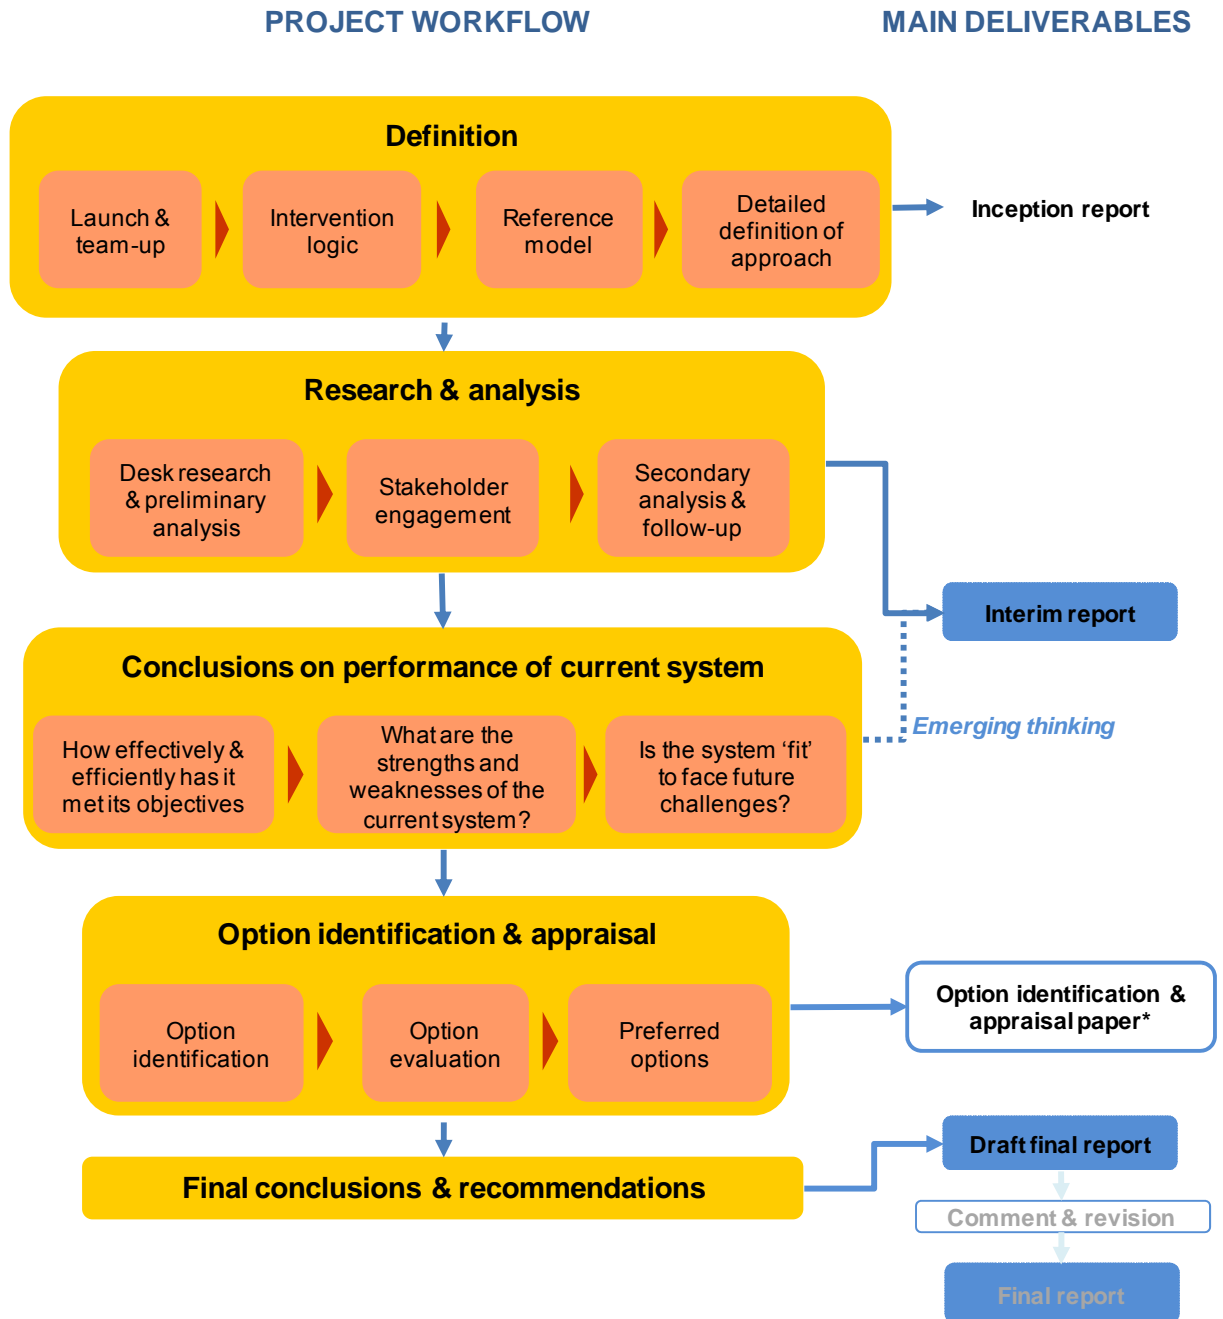 PROJECT WORKFLOW
MAIN DELIVERABLES
Definition
Launch &
team-up
Intervention
logic
Reference
model
Detailed
definition of
approach
Inception report
Research & analysis
Desk research
& preliminary
analysis
Stakeholder
engagement
Secondary
analysis &
follow-up
Interim report
Conclusions on performance of current system
How effectively &
efficiently has it
met its objectives
What are the
strengths and
weaknesses of the
current system?
Is the system ‘fit’
to face future
challenges?
Emerging thinking
Option identification & appraisal
Option
identification
Option
evaluation
Preferred
options
Option identification &
appraisal paper*
Final conclusions & recommendations
Draft final report
Comment & revision
Final report